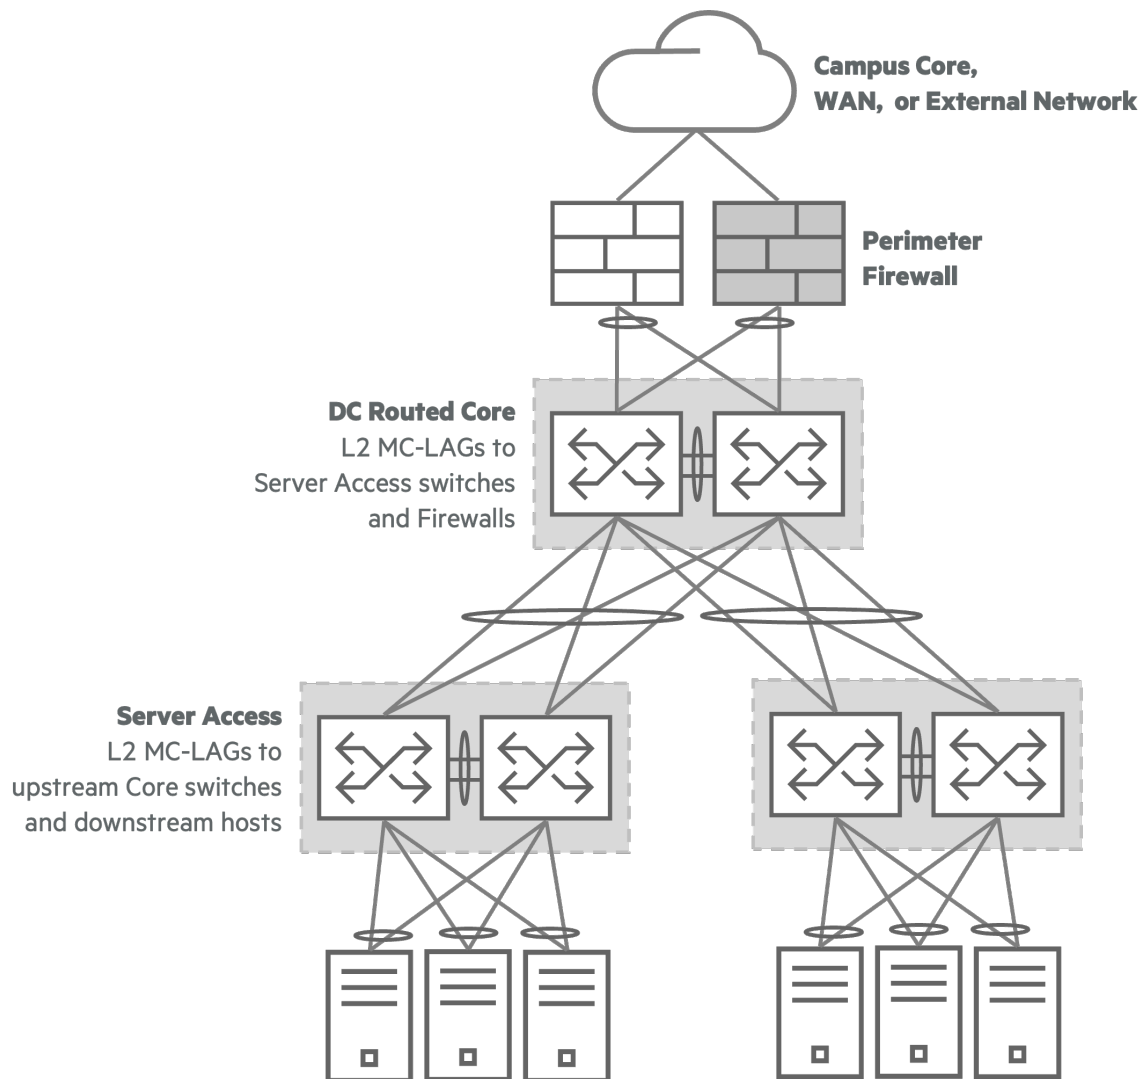 Campus Core,
WAN, or External Network
Perimeter
Firewall
DC Routed Core
L2 MC-LAGs to
Server Access switches
and Firewalls
Server Access
L2 MC-LAGs to
upstream Core switches
and downstream hosts